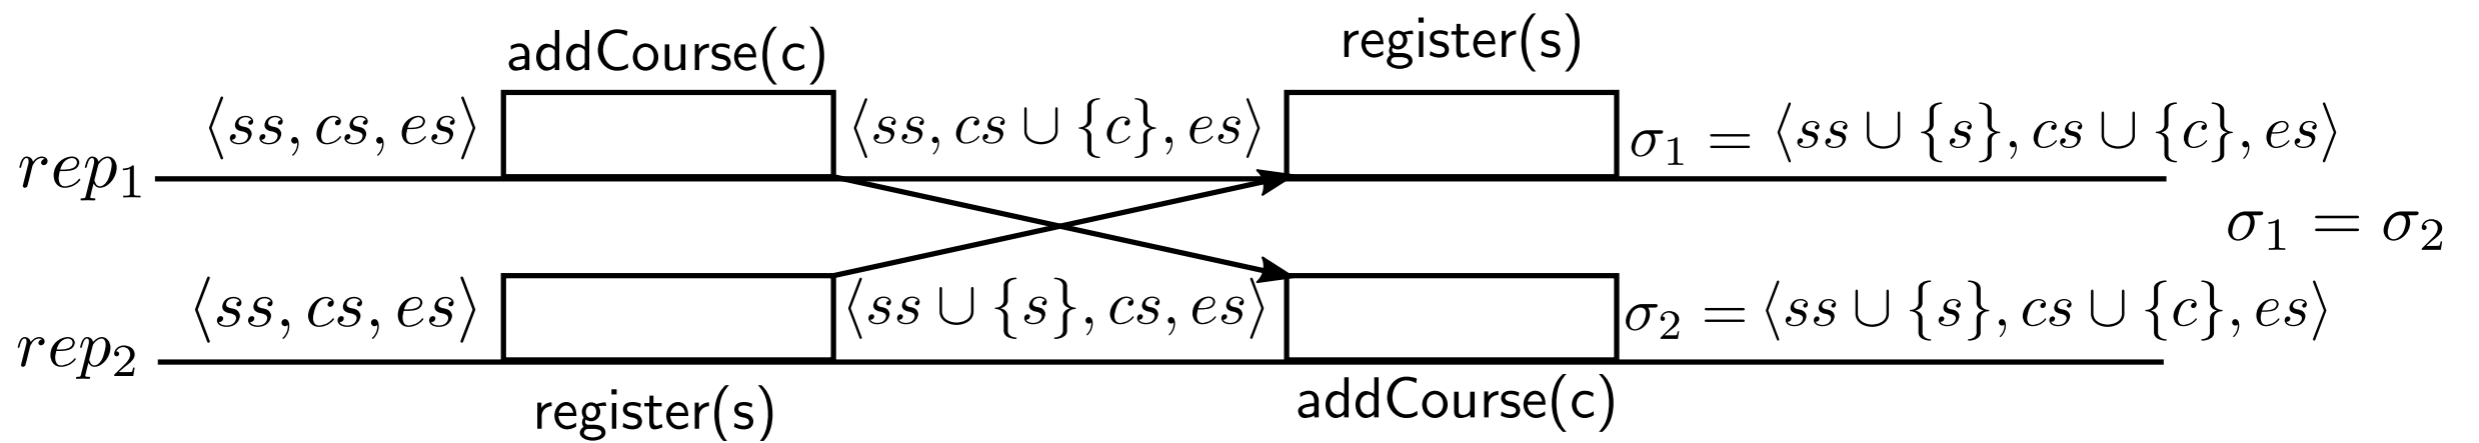 addCourse(c) register(s)
⟨ss, cs, es⟩ ⟨ss, cs ∪ {c}, es⟩ σ₁ = ⟨ss ∪ {s}, cs ∪ {c}, es⟩
rep₁
σ₁ = σ₂
⟨ss, cs, es⟩ ⟨ss ∪ {s}, cs, es⟩ σ₂ = ⟨ss ∪ {s}, cs ∪ {c}, es⟩
rep₂
register(s) addCourse(c)